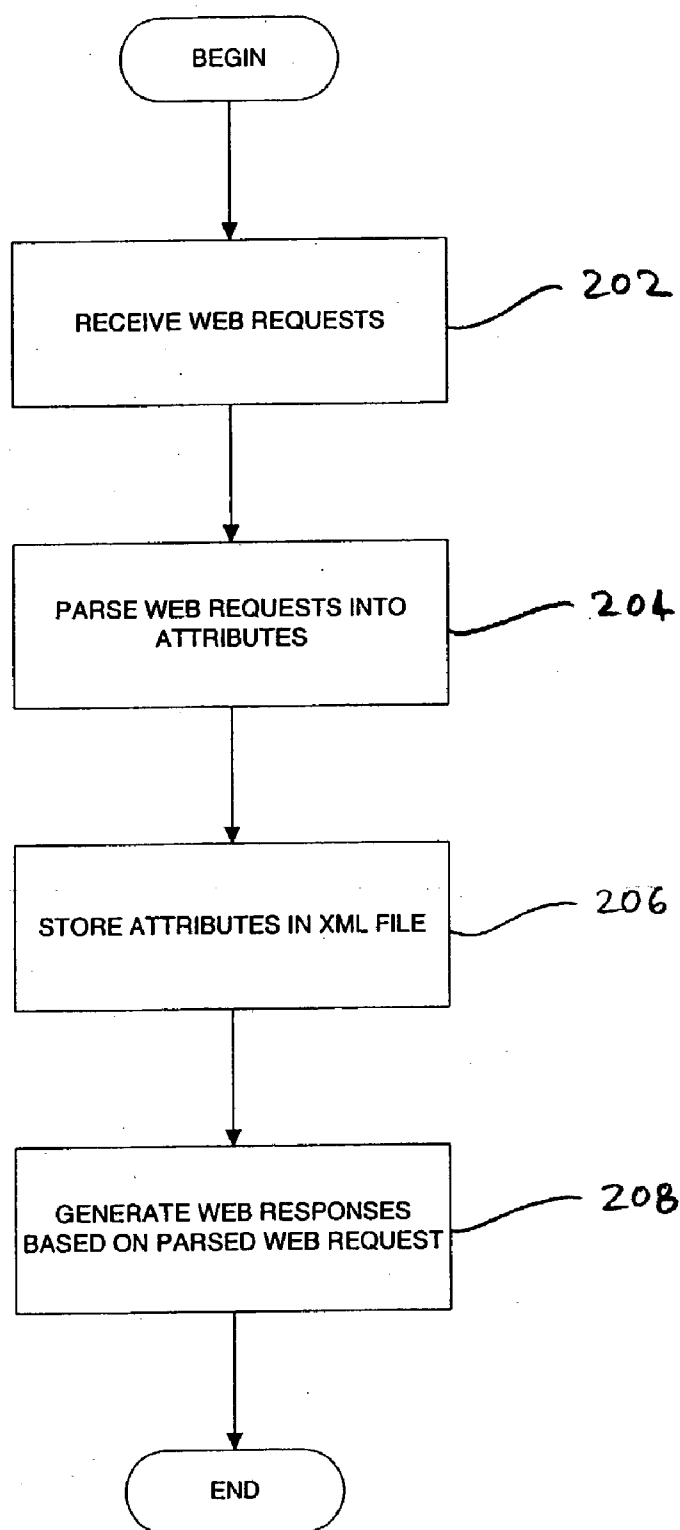 BEGIN
RECEIVE WEB REQUESTS
202
PARSE WEB REQUESTS INTO
ATTRIBUTES
204
STORE ATTRIBUTES IN XML FILE
206
GENERATE WEB RESPONSES
BASED ON PARSED WEB REQUEST
208
END